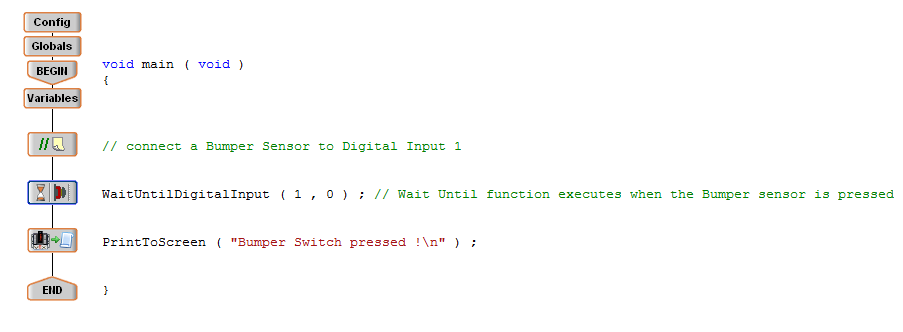 Config
Globals
BEGIN void main ( void )
{
Variables
// // connect a Bumper Sensor to Digital Input 1
WaitUntilDigitalInput ( 1 , 0 ) ; // Wait Until function executes when the Bumper sensor is pressed
PrintToScreen ( "Bumper Switch pressed !\n" ) ;
END }